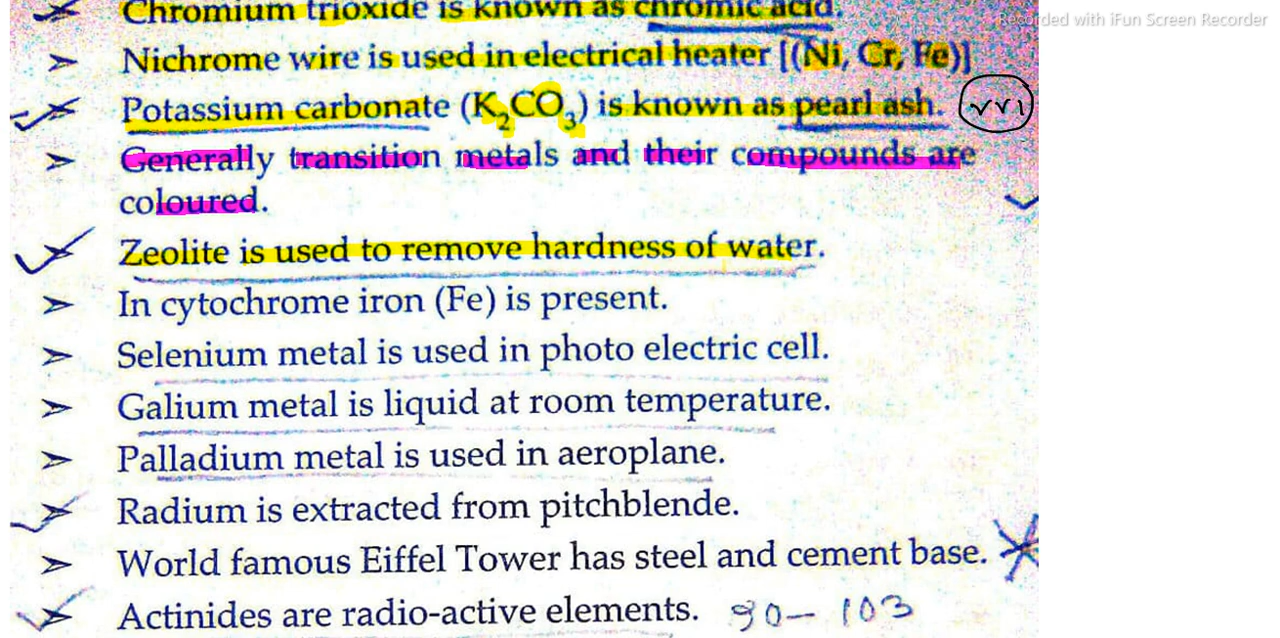 Chromium trioxide is known as chromic acid.
Recorded with iFun Screen Recorder
➢ Nichrome wire is used in electrical heater [(Ni, Cr, Fe)]
➢ Potassium carbonate (K₂CO₃) is known as pearl ash. VVI
➢ Generally transition metals and their compounds are
coloured.
➢ Zeolite is used to remove hardness of water.
➢ In cytochrome iron (Fe) is present.
➢ Selenium metal is used in photo electric cell.
➢ Galium metal is liquid at room temperature.
➢ Palladium metal is used in aeroplane.
➢ Radium is extracted from pitchblende.
➢ World famous Eiffel Tower has steel and cement base.
➢ Actinides are radio-active elements. 90-103